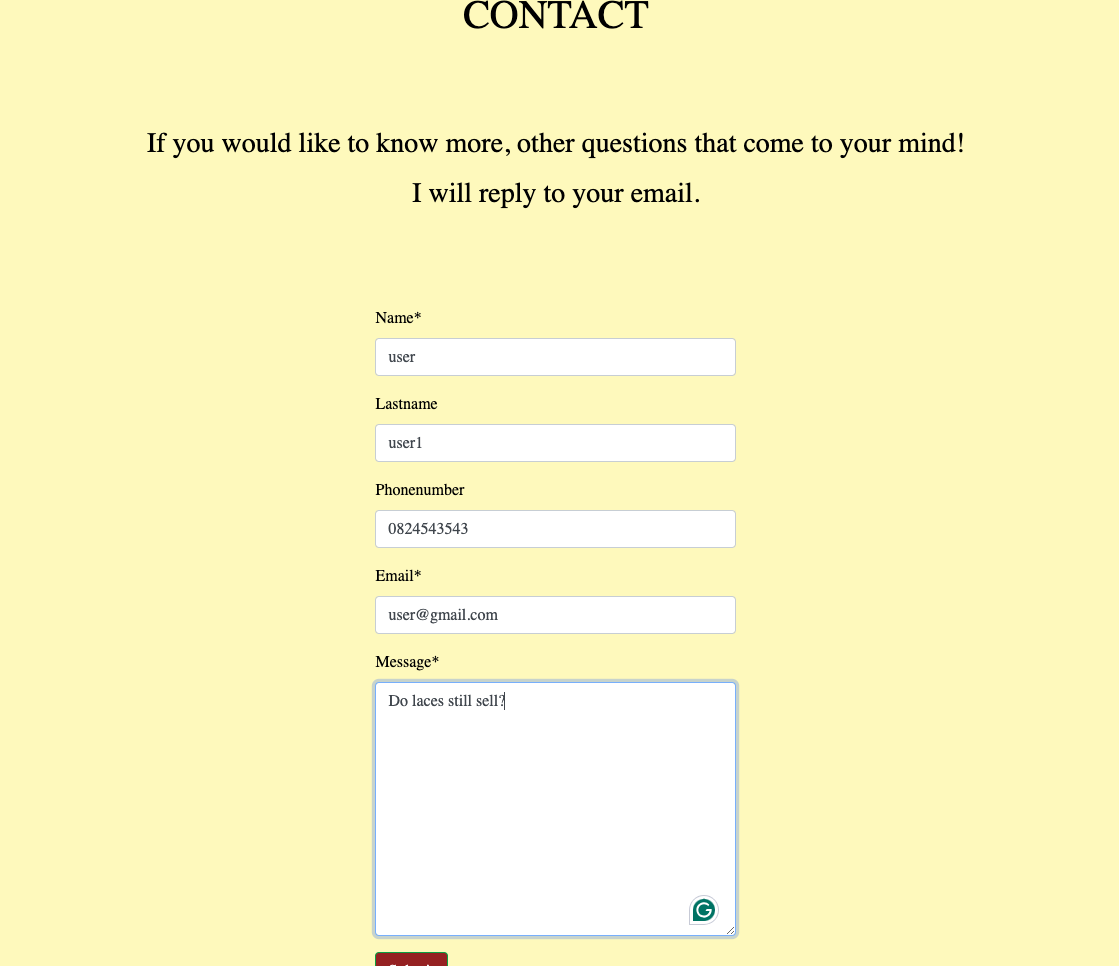 CONTACT
If you would like to know more, other questions that come to your mind!
I will reply to your email.
Name*
user
Lastname
user1
Phonenumber
0824543543
Email*
user@gmail.com
Message*
Do laces still sell?